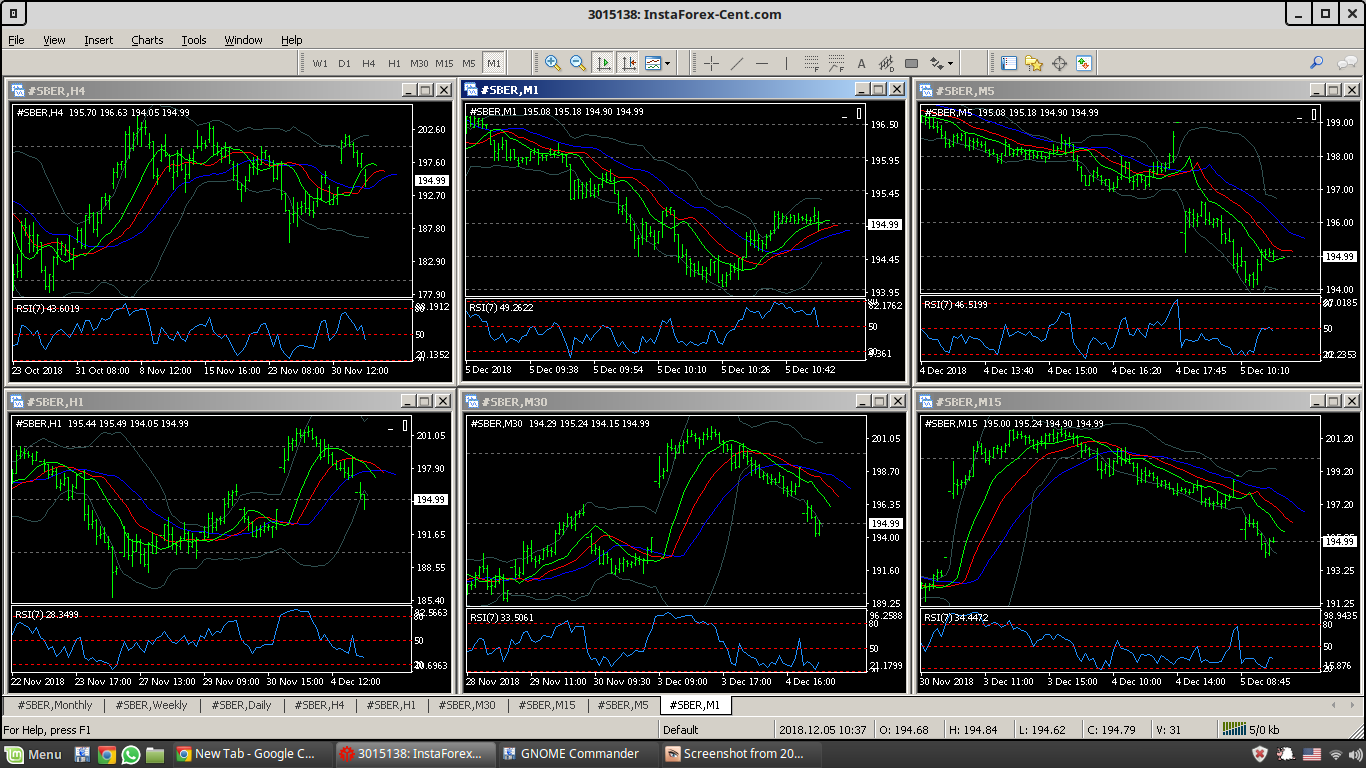 3015138: InstaForex-Cent.com
File View Insert Charts Tools Window Help
W1 D1 H4 H1 M30 M15 M5 M1
#SBER,H4
#SBER,H4 195.70 196.63 194.05 194.99
202.60
197.60
194.99
192.70
187.80
182.90
177.90
RSI(7) 43.6019
50
23 Oct 2018 31 Oct 08:00 8 Nov 12:00 15 Nov 16:00 23 Nov 08:00 30 Nov 12:00
#SBER,M1
#SBER,M1 195.08 195.18 194.90 194.99
196.50
195.95
195.45
194.99
194.45
193.95
RSI(7) 49.2622
82.1762
50
5 Dec 2018 5 Dec 09:38 5 Dec 09:54 5 Dec 10:10 5 Dec 10:26 5 Dec 10:42
#SBER,M5
#SBER,M5 195.08 195.18 194.90 194.99
199.00
198.00
197.00
196.00
194.99
194.00
RSI(7) 46.5199
50
4 Dec 2018 4 Dec 13:40 4 Dec 15:00 4 Dec 16:20 4 Dec 17:45 5 Dec 10:10
#SBER,H1
#SBER,H1 195.44 195.49 194.05 194.99
201.05
197.90
194.99
191.65
188.55
185.40
RSI(7) 28.3499
80
50
22 Nov 2018 23 Nov 17:00 27 Nov 13:00 29 Nov 09:00 30 Nov 15:00 4 Dec 12:00
#SBER,M30
#SBER,M30 194.29 195.24 194.15 194.99
201.05
198.70
196.35
194.99
194.00
191.60
189.25
RSI(7) 33.5061
96.2588
80
50
28 Nov 2018 29 Nov 11:00 30 Nov 09:30 3 Dec 09:00 3 Dec 17:00 4 Dec 16:00
#SBER,M15
#SBER,M15 195.00 195.24 194.90 194.99
201.20
199.20
197.25
194.99
193.25
191.25
RSI(7) 34.4472
98.9435
80
50
30 Nov 2018 3 Dec 11:00 3 Dec 15:00 4 Dec 10:00 4 Dec 14:00 5 Dec 08:45
#SBER,Monthly #SBER,Weekly #SBER,Daily #SBER,H4 #SBER,H1 #SBER,M30 #SBER,M15 #SBER,M5 #SBER,M1
For Help, press F1 Default 2018.12.05 10:37 O: 194.68 H: 194.84 L: 194.62 C: 194.79 V: 31 5/0 kb
Menu New Tab - Google C... 3015138: InstaForex... GNOME Commander Screenshot from 20...